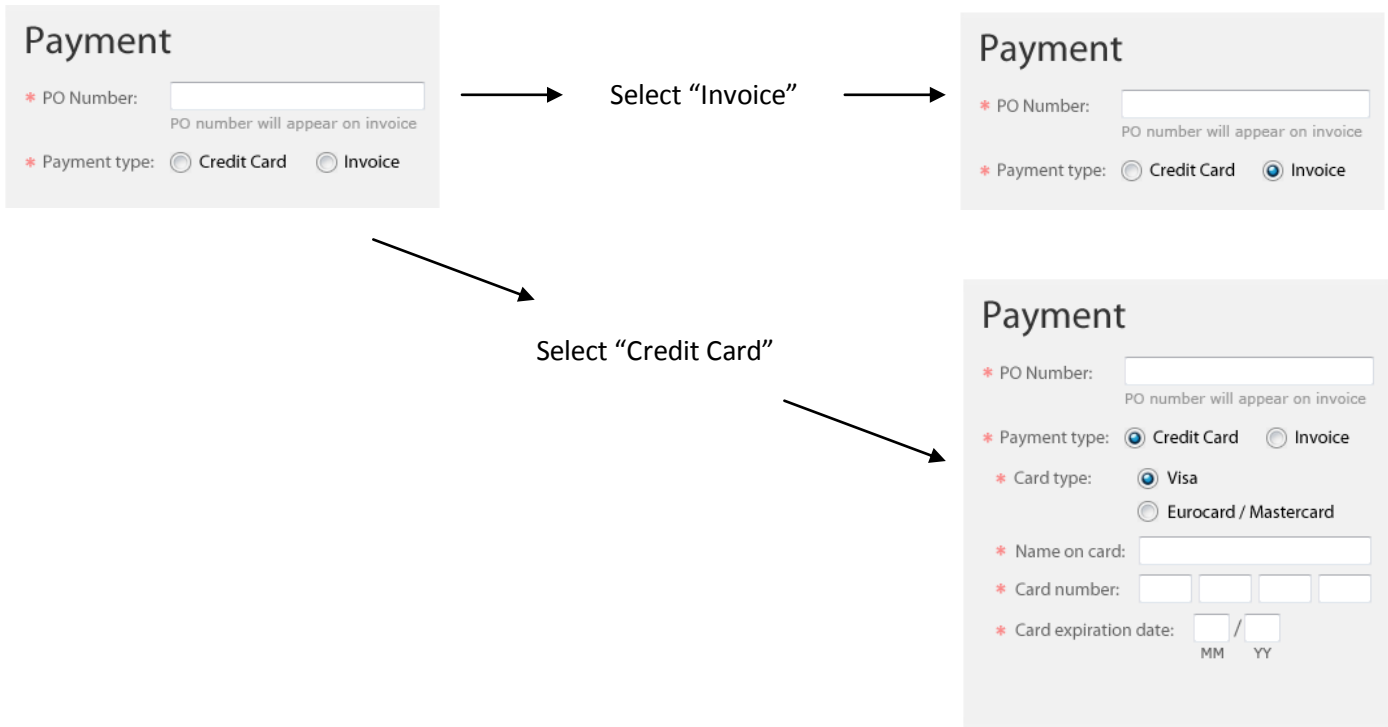 Payment
* PO Number:
PO number will appear on invoice
* Payment type: Credit Card Invoice
Select “Invoice”
Payment
* PO Number:
PO number will appear on invoice
* Payment type: Credit Card Invoice
Select “Credit Card”
Payment
* PO Number:
PO number will appear on invoice
* Payment type: Credit Card Invoice
* Card type: Visa
Eurocard / Mastercard
* Name on card:
* Card number:
* Card expiration date: /
MM YY